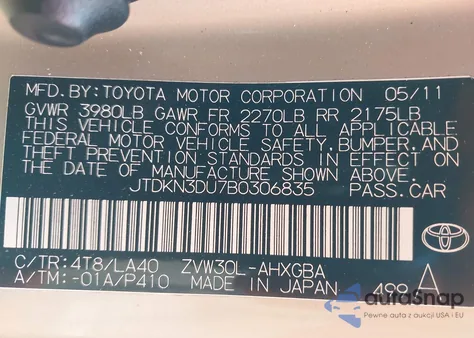 MFD.BY:TOYOTA MOTOR CORPORATION 05/11
GVWR 3980LB GAWR FR 2270LB RR 2175LB
THIS VEHICLE CONFORMS TO ALL APPLICABLE
FEDERAL MOTOR VEHICLE SAFETY,BUMPER,AND
THEFT PREVENTION STANDARDS IN EFFECT ON
THE DATE OF MANUFACTURE SHOWN ABOVE.
JTDKN3DU7B0306835 PASS.CAR
C/TR:4T8/LA40 ZVW30L-AHXGBA
A/TM:-01A/P410 MADE IN JAPAN 498 A
TOYOTA
autaSnap
Pewne auta z aukcji USA i EU